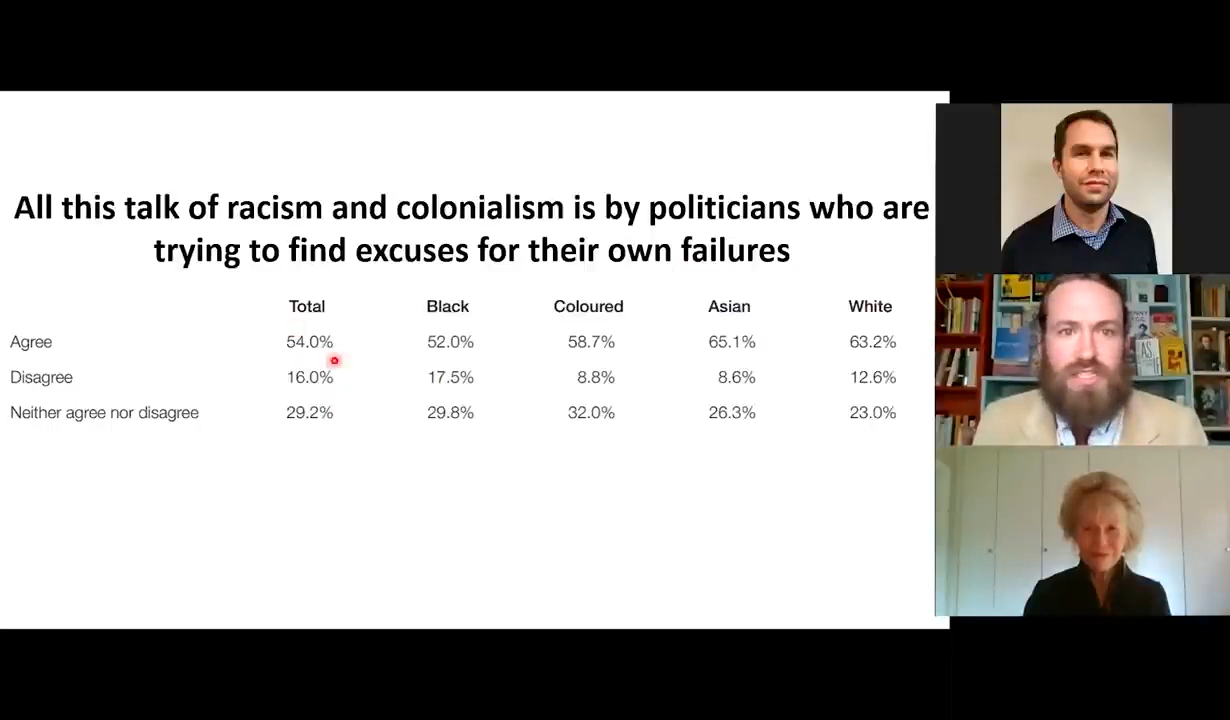 All this talk of racism and colonialism is by politicians who are
trying to find excuses for their own failures
Total Black Coloured Asian White
Agree 54.0% 52.0% 58.7% 65.1% 63.2%
Disagree 16.0% 17.5% 8.8% 8.6% 12.6%
Neither agree nor disagree 29.2% 29.8% 32.0% 26.3% 23.0%